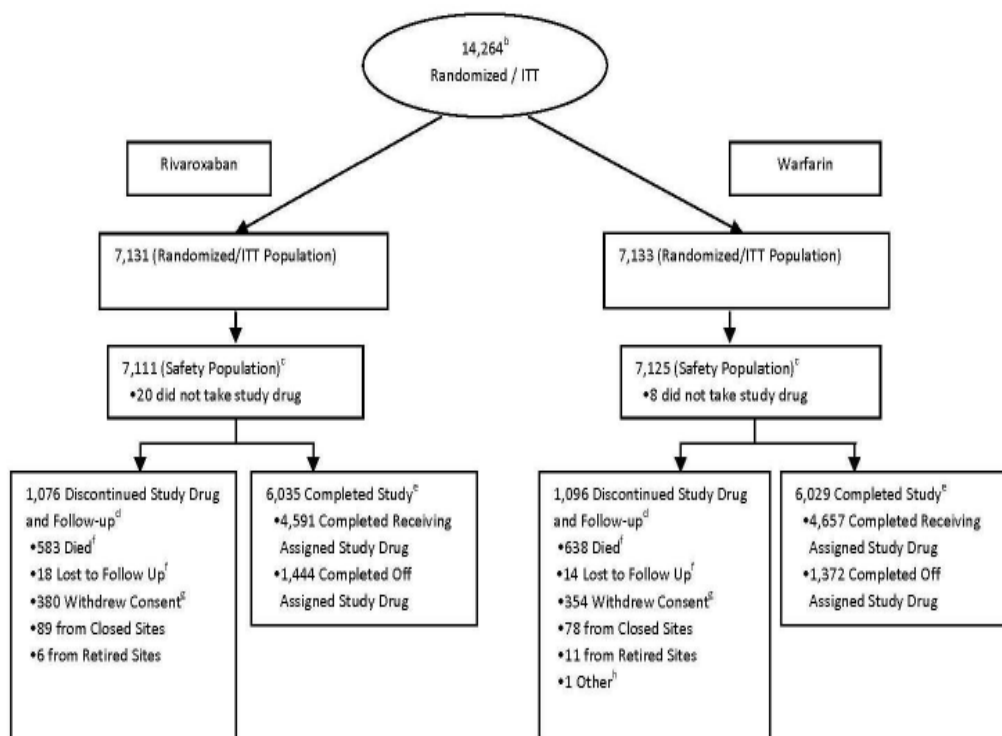 14,264ᵇ
Randomized / ITT
Rivaroxaban
Warfarin
7,131 (Randomized/ITT Population)
7,133 (Randomized/ITT Population)
7,111 (Safety Population)ᶜ
•20 did not take study drug
7,125 (Safety Population)ᶜ
•8 did not take study drug
1,076 Discontinued Study Drug
and Follow-upᵈ
•583 Diedᶠ
•18 Lost to Follow Upᶠ
•380 Withdrew Consentᵍ
•89 from Closed Sites
•6 from Retired Sites
6,035 Completed Studyᵉ
•4,591 Completed Receiving
Assigned Study Drug
•1,444 Completed Off
Assigned Study Drug
1,096 Discontinued Study Drug
and Follow-upᵈ
•638 Diedᶠ
•14 Lost to Follow Upᶠ
•354 Withdrew Consentᵍ
•78 from Closed Sites
•11 from Retired Sites
•1 Otherʰ
6,029 Completed Studyᵉ
•4,657 Completed Receiving
Assigned Study Drug
•1,372 Completed Off
Assigned Study Drug